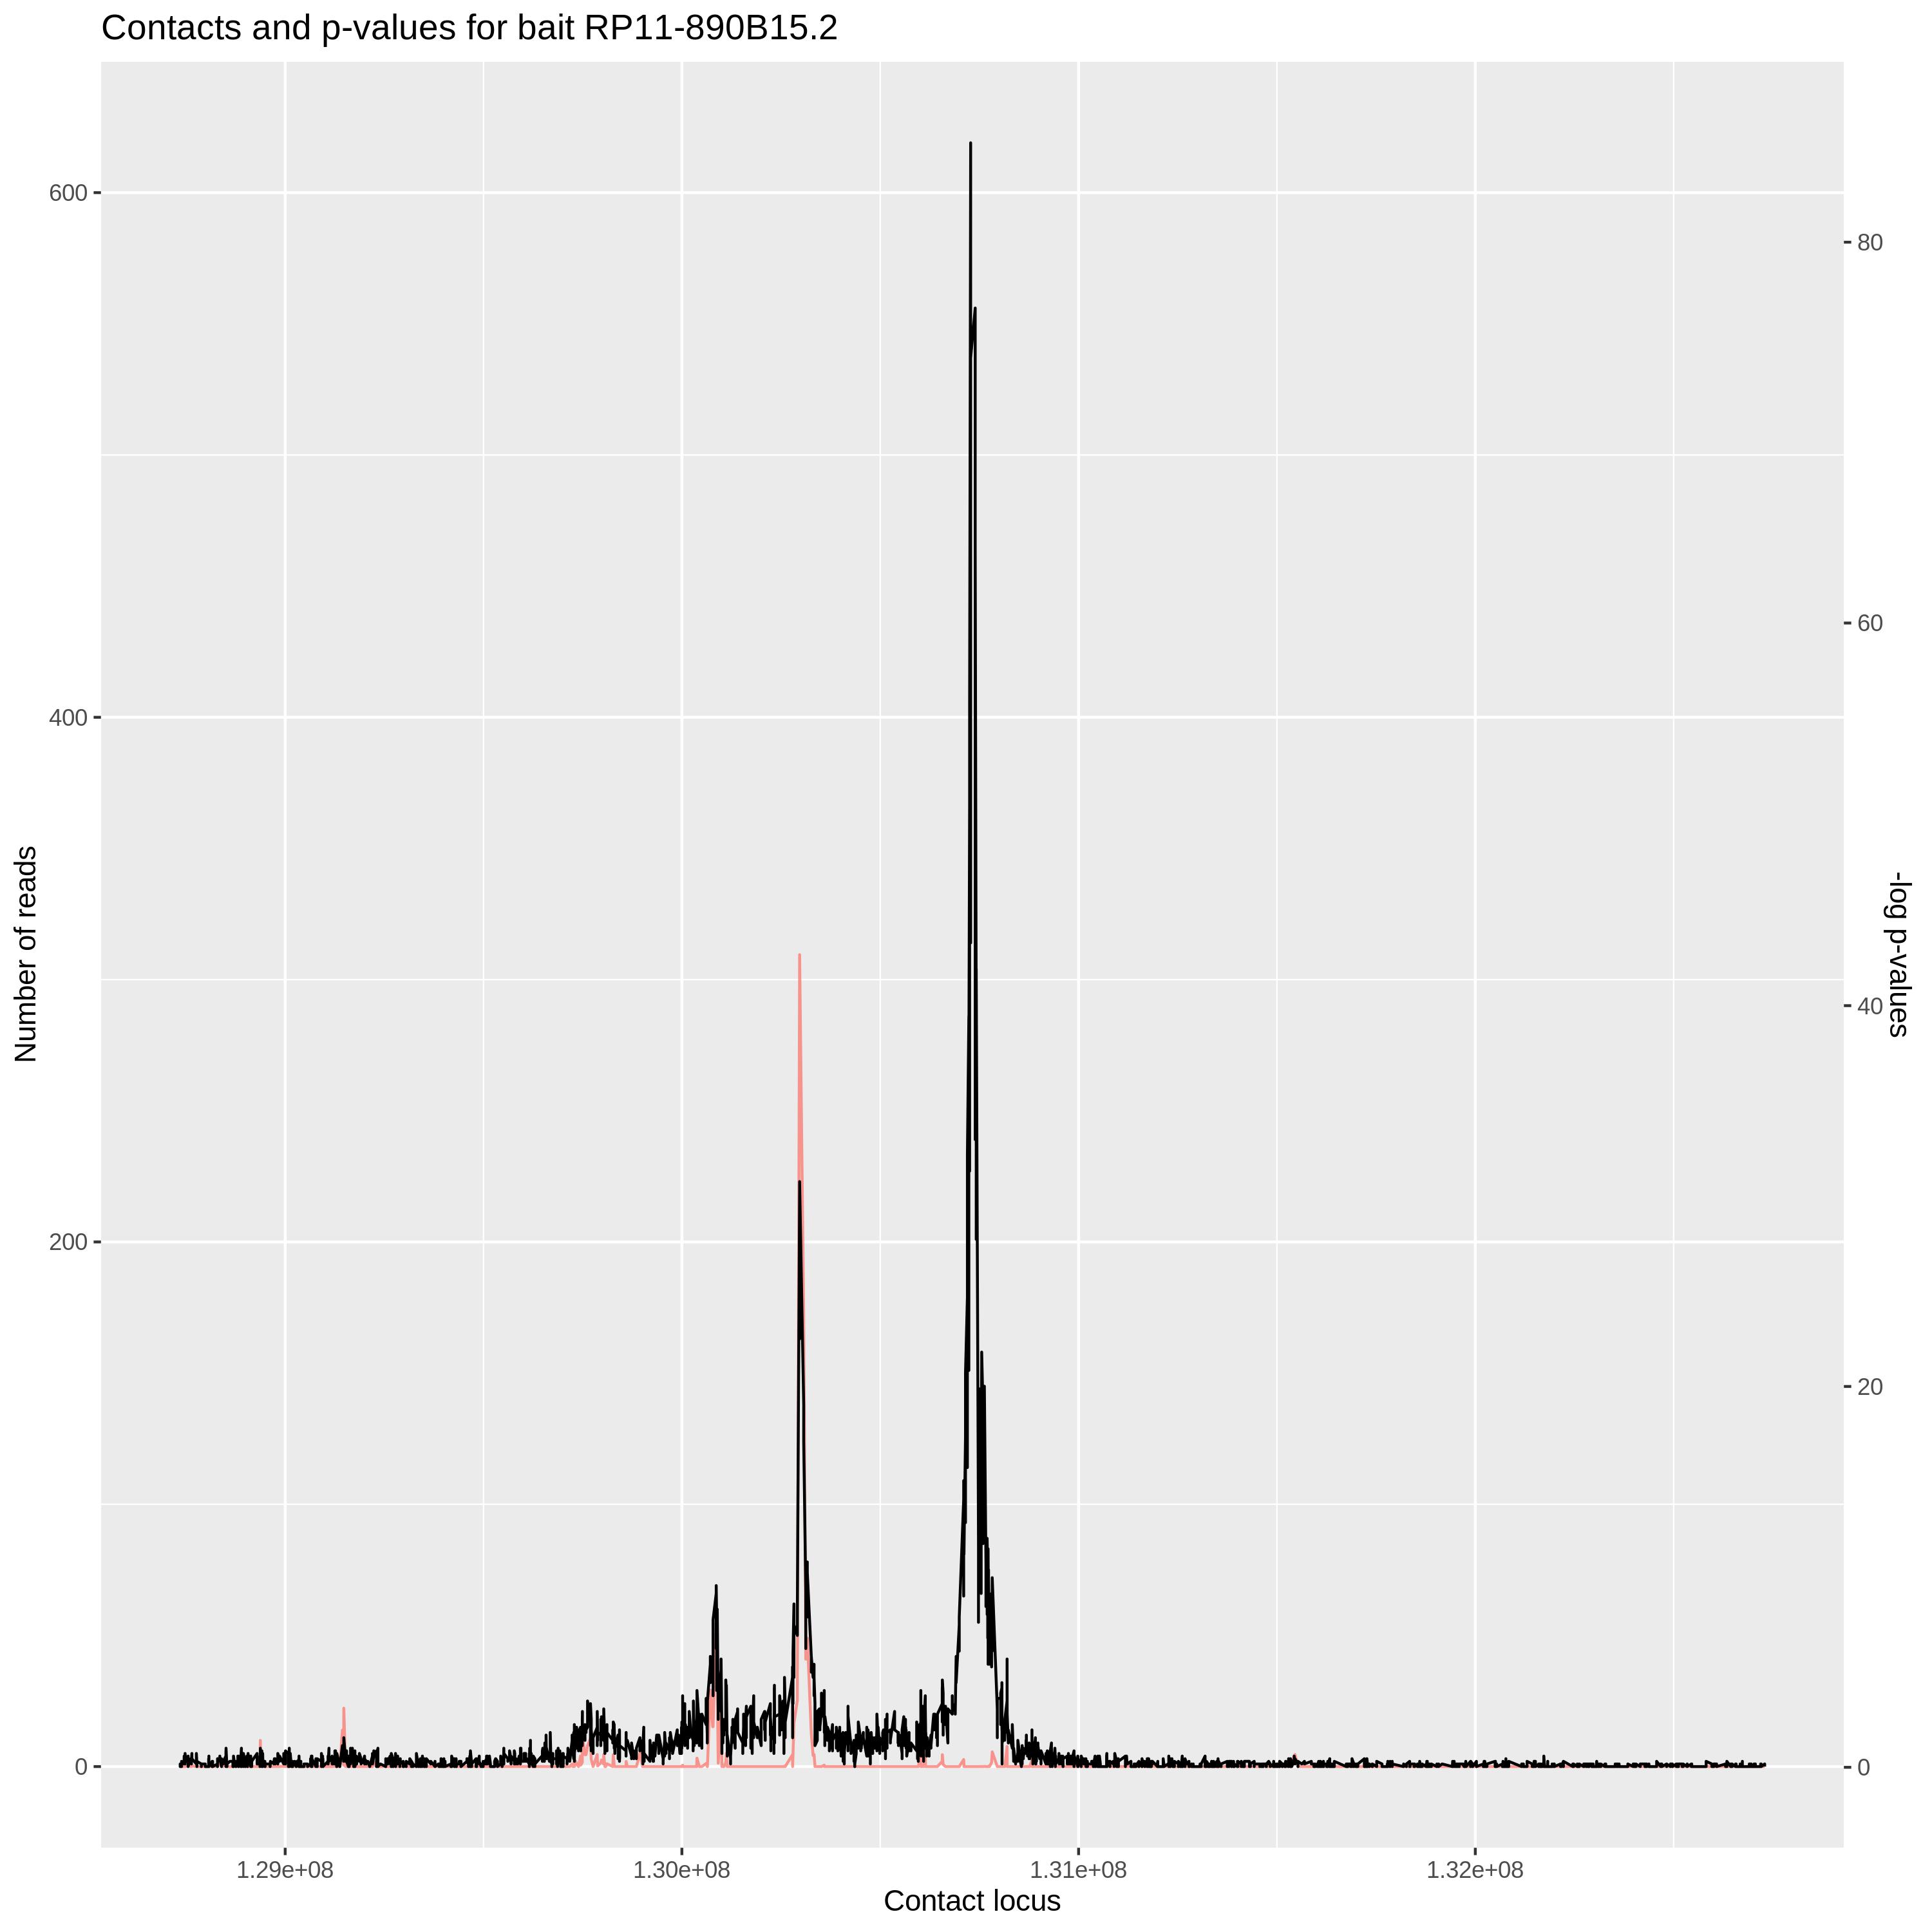 Contacts and p-values for bait RP11-890B15.2
600
400
200
0
80
60
40
20
0
Number of reads
-log p-values
1.29e+08
1.30e+08
1.31e+08
1.32e+08
Contact locus